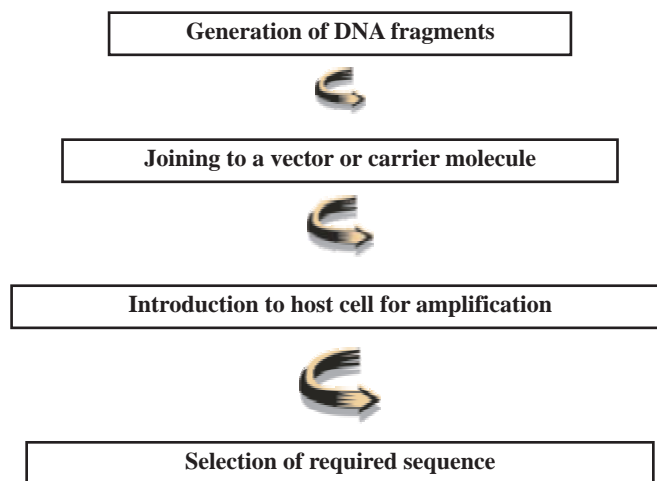 Generation of DNA fragments
Joining to a vector or carrier molecule
Introduction to host cell for amplification
Selection of required sequence